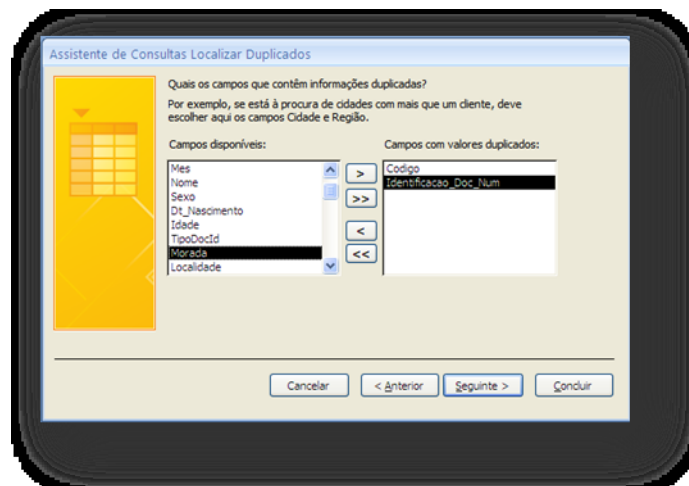 Assistente de Consultas Localizar Duplicados
Quais os campos que contêm informações duplicadas?
Por exemplo, se está à procura de cidades com mais que um cliente, deve
escolher aqui os campos Cidade e Região.
Campos disponíveis:
Mes
Nome
Sexo
Dt_Nascimento
Idade
TipoDocId
Morada
Localidade
>
>>
<
<<
Campos com valores duplicados:
Codigo
Identificacao_Doc_Num
Cancelar
< Anterior
Seguinte >
Concluir